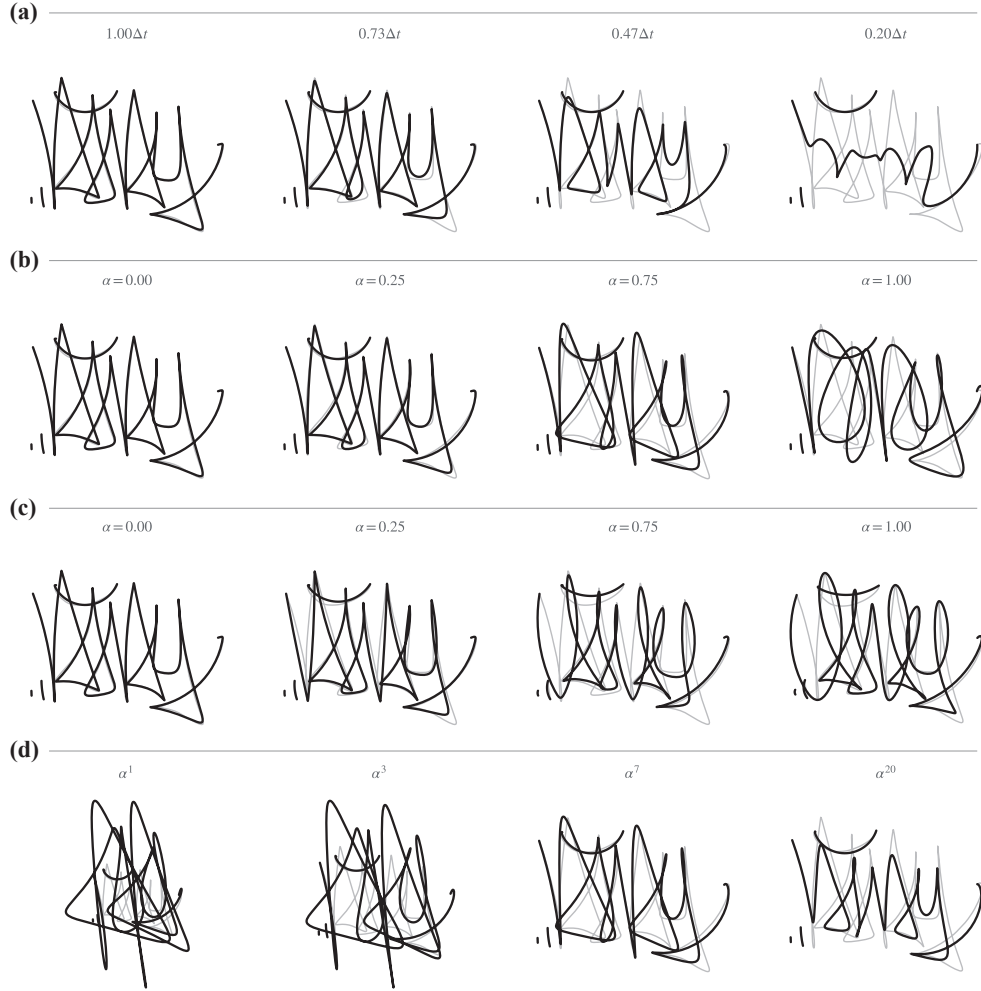 (a)
1.00Δt 0.73Δt 0.47Δt 0.20Δt
(b)
α=0.00 α=0.25 α=0.75 α=1.00
(c)
α=0.00 α=0.25 α=0.75 α=1.00
(d)
α¹ α³ α⁷ α²⁰